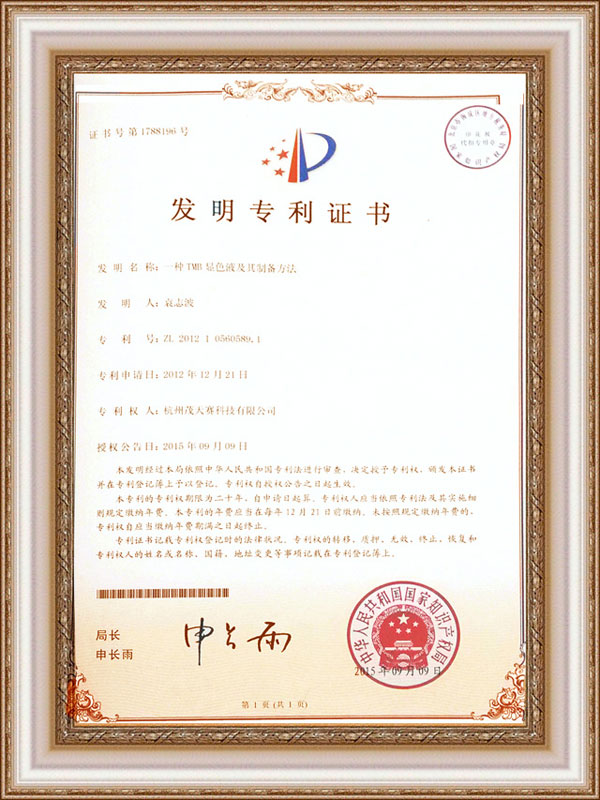 证书号第1788196号
发明专利证书
发明名称：一种TMB显色液及其制备方法
发明人：袁志波
专利号：ZL 2012 1 0560589.1
专利申请日：2012年12月21日
专利权人：杭州茂天赛科技有限公司
授权公告日：2015年09月09日
本发明经过本局依照中华人民共和国专利法进行审查，决定授予专利权，颁发本证书
并在专利登记簿上予以登记。专利权自授权公告之日起生效。
本专利的专利权期限为二十年，自申请日起算。专利权人应当依照专利法及其实施细
则规定缴纳年费。本专利的年费应当在每年12月21日前缴纳。未按照规定缴纳年费的，
专利权自应当缴纳年费期满之日起终止。
专利证书记载专利权登记时的法律状况。专利权的转移，质押，无效，终止，恢复和
专利权人的姓名或名称，国籍，地址变更等事项记载在专利登记簿上。
局长
申长雨
申长雨
中华人民共和国国家知识产权局
2015年09月09日
第1页(共1页)